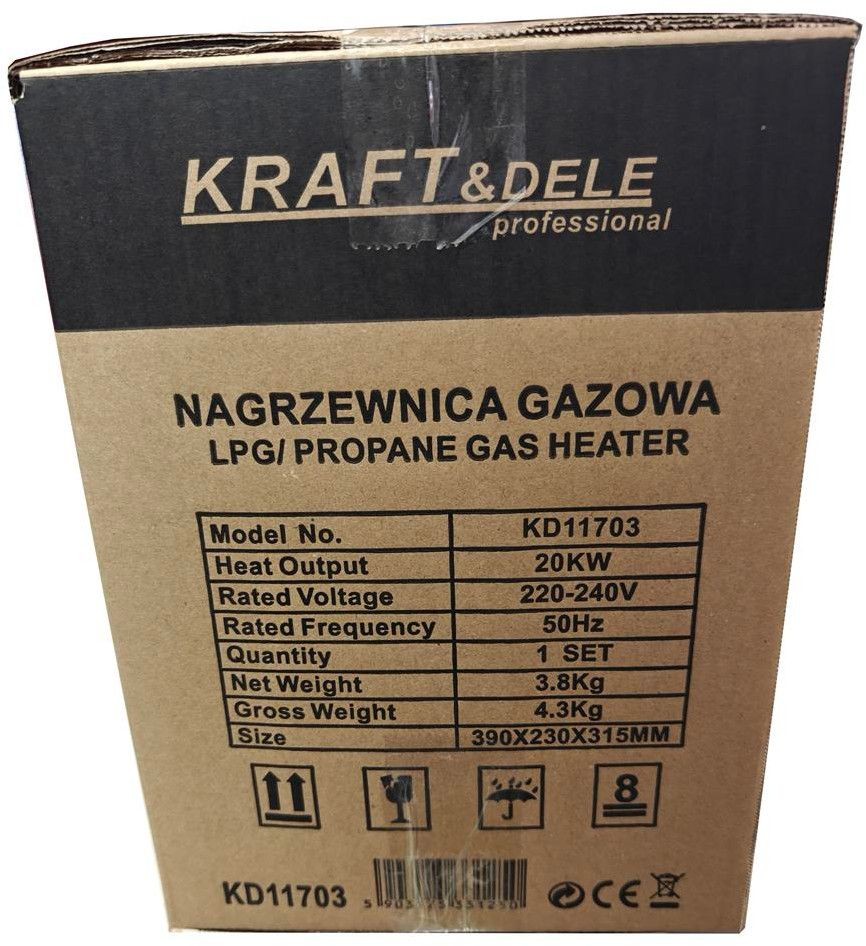 KRAFT & DELE
professional
NAGRZEWNICA GAZOWA
LPG/ PROPANE GAS HEATER
Model No. KD11703
Heat Output 20KW
Rated Voltage 220-240V
Rated Frequency 50Hz
Quantity 1 SET
Net Weight 3.8Kg
Gross Weight 4.3Kg
Size 390X230X315MM
8
KD11703
CE